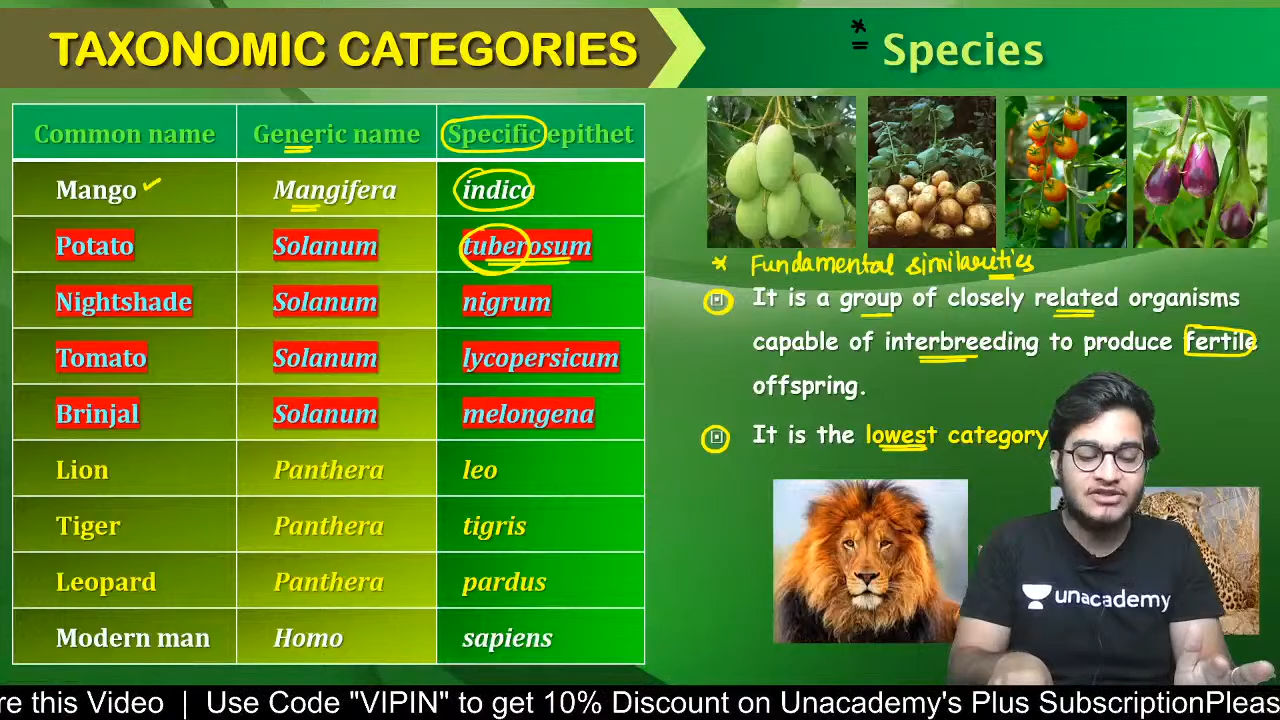 TAXONOMIC CATEGORIES
* = Species
Common name Generic name Specific epithet
Mango ✓ Mangifera indica
Potato Solanum tuberosum
Nightshade Solanum nigrum
Tomato Solanum lycopersicum
Brinjal Solanum melongena
Lion Panthera leo
Tiger Panthera tigris
Leopard Panthera pardus
Modern man Homo sapiens
* Fundamental similarities
It is a group of closely related organisms
capable of interbreeding to produce fertile
offspring.
It is the lowest category
unacademy
re this Video | Use Code "VIPIN" to get 10% Discount on Unacademy's Plus SubscriptionPleas